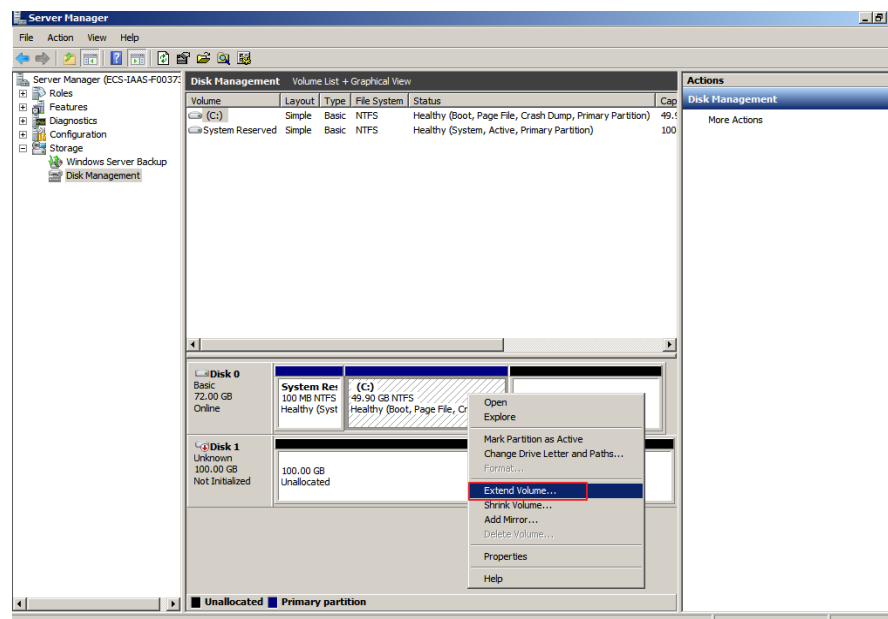 Server Manager
File Action View Help
Server Manager (ECS-IAAS-F0037
Roles
Features
Diagnostics
Configuration
Storage
Windows Server Backup
Disk Management
Disk Management Volume List + Graphical View
Volume Layout Type File System Status Cap
(C:) Simple Basic NTFS Healthy (Boot, Page File, Crash Dump, Primary Partition) 49.9
System Reserved Simple Basic NTFS Healthy (System, Active, Primary Partition) 100
Disk 0
Basic
72.00 GB
Online
System Res
100 MB NTFS
Healthy (Syst
(C:)
49.90 GB NTFS
Healthy (Boot, Page File, Cr
Disk 1
Unknown
100.00 GB
Not Initialized
100.00 GB
Unallocated
Open
Explore
Mark Partition as Active
Change Drive Letter and Paths...
Format...
Extend Volume...
Shrink Volume...
Add Mirror...
Delete Volume...
Properties
Help
Unallocated Primary partition
Actions
Disk Management
More Actions